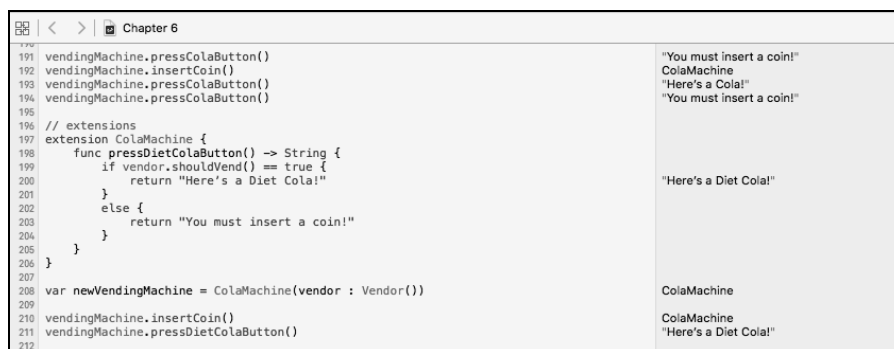 Chapter 6
190
191 vendingMachine.pressColaButton() "You must insert a coin!"
192 vendingMachine.insertCoin() ColaMachine
193 vendingMachine.pressColaButton() "Here's a Cola!"
194 vendingMachine.pressColaButton() "You must insert a coin!"
195
196 // extensions
197 extension ColaMachine {
198 func pressDietColaButton() -> String {
199 if vendor.shouldVend() == true {
200 return "Here's a Diet Cola!" "Here's a Diet Cola!"
201 }
202 else {
203 return "You must insert a coin!"
204 }
205 }
206 }
207
208 var newVendingMachine = ColaMachine(vendor : Vendor()) ColaMachine
209
210 vendingMachine.insertCoin() ColaMachine
211 vendingMachine.pressDietColaButton() "Here's a Diet Cola!"
212